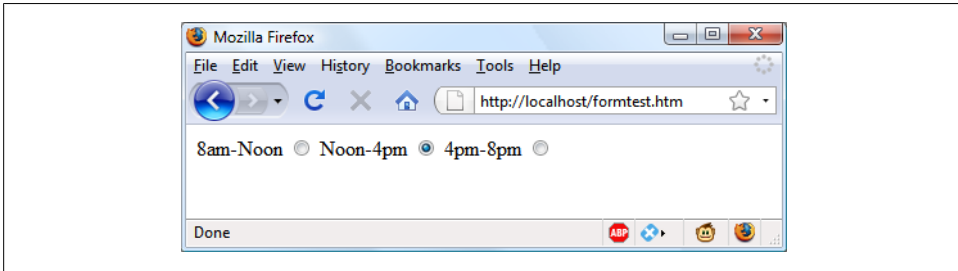 Mozilla Firefox
File Edit View History Bookmarks Tools Help
http://localhost/formtest.htm
8am-Noon Noon-4pm 4pm-8pm
Done ABP